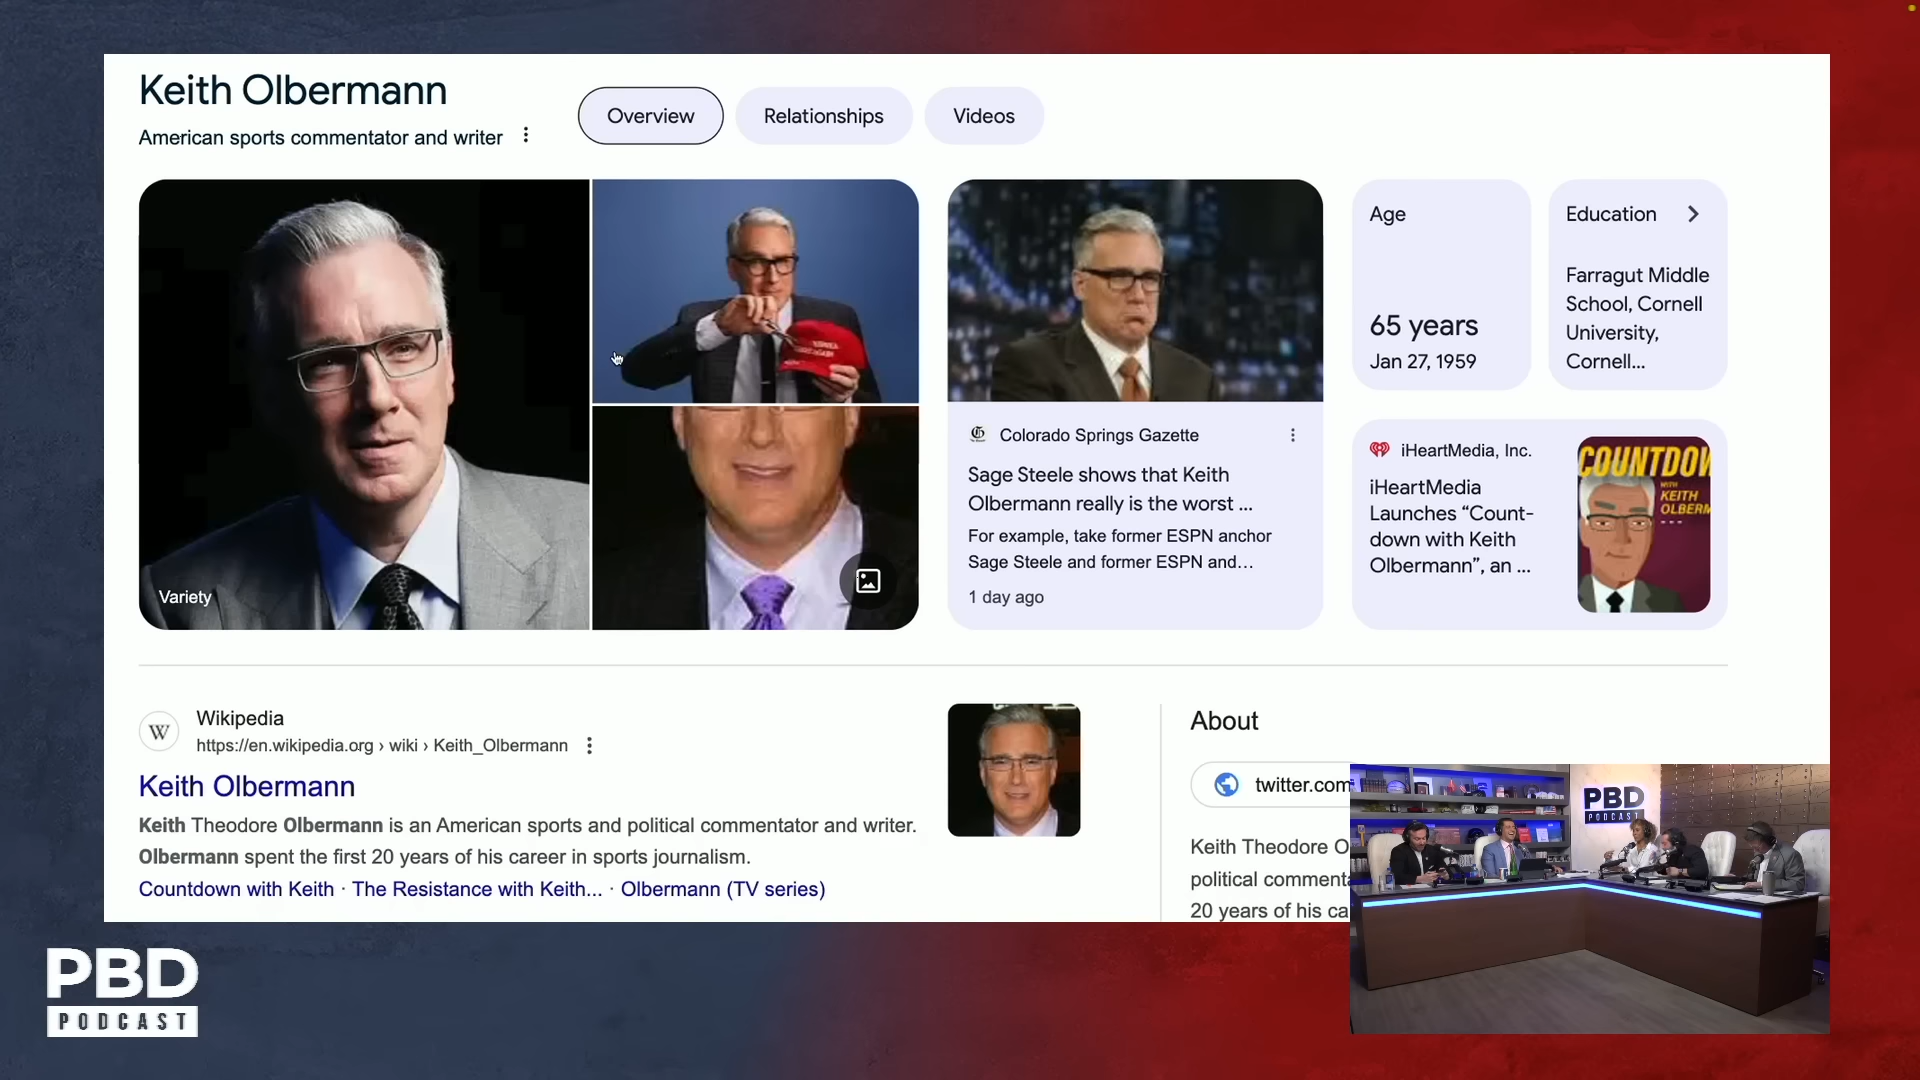 Keith Olbermann
American sports commentator and writer
Overview
Relationships
Videos
Variety
Colorado Springs Gazette
Sage Steele shows that Keith
Olbermann really is the worst ...
For example, take former ESPN anchor
Sage Steele and former ESPN and...
1 day ago
Age
65 years
Jan 27, 1959
Education
Farragut Middle
School, Cornell
University,
Cornell...
iHeartMedia, Inc.
iHeartMedia
Launches “Count-
down with Keith
Olbermann”, an ...
COUNTDOW
WITH
KEITH
OLBERM
W
Wikipedia
https://en.wikipedia.org › wiki › Keith_Olbermann
Keith Olbermann
Keith Theodore Olbermann is an American sports and political commentator and writer.
Olbermann spent the first 20 years of his career in sports journalism.
Countdown with Keith · The Resistance with Keith... · Olbermann (TV series)
About
twitter.com
Keith Theodore O
political commenta
20 years of his ca
PBD
PODCAST
PBD
PODCAST